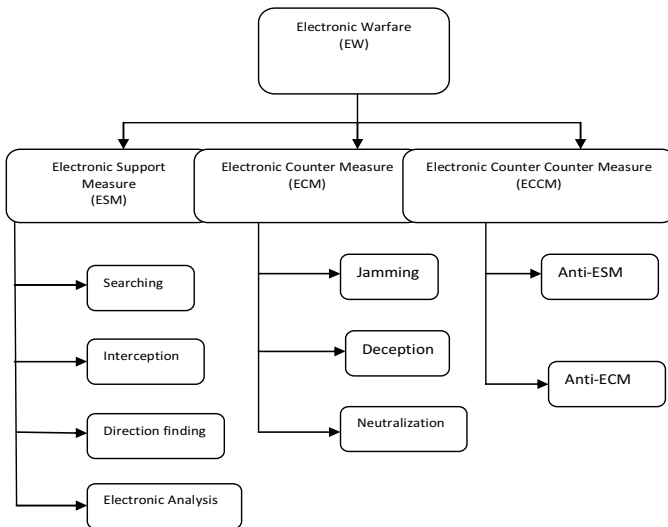 Electronic Warfare
(EW)
Electronic Support
Measure
(ESM)
Electronic Counter Measure
(ECM)
Electronic Counter Counter Measure
(ECCM)
Searching
Interception
Direction finding
Electronic Analysis
Jamming
Deception
Neutralization
Anti-ESM
Anti-ECM